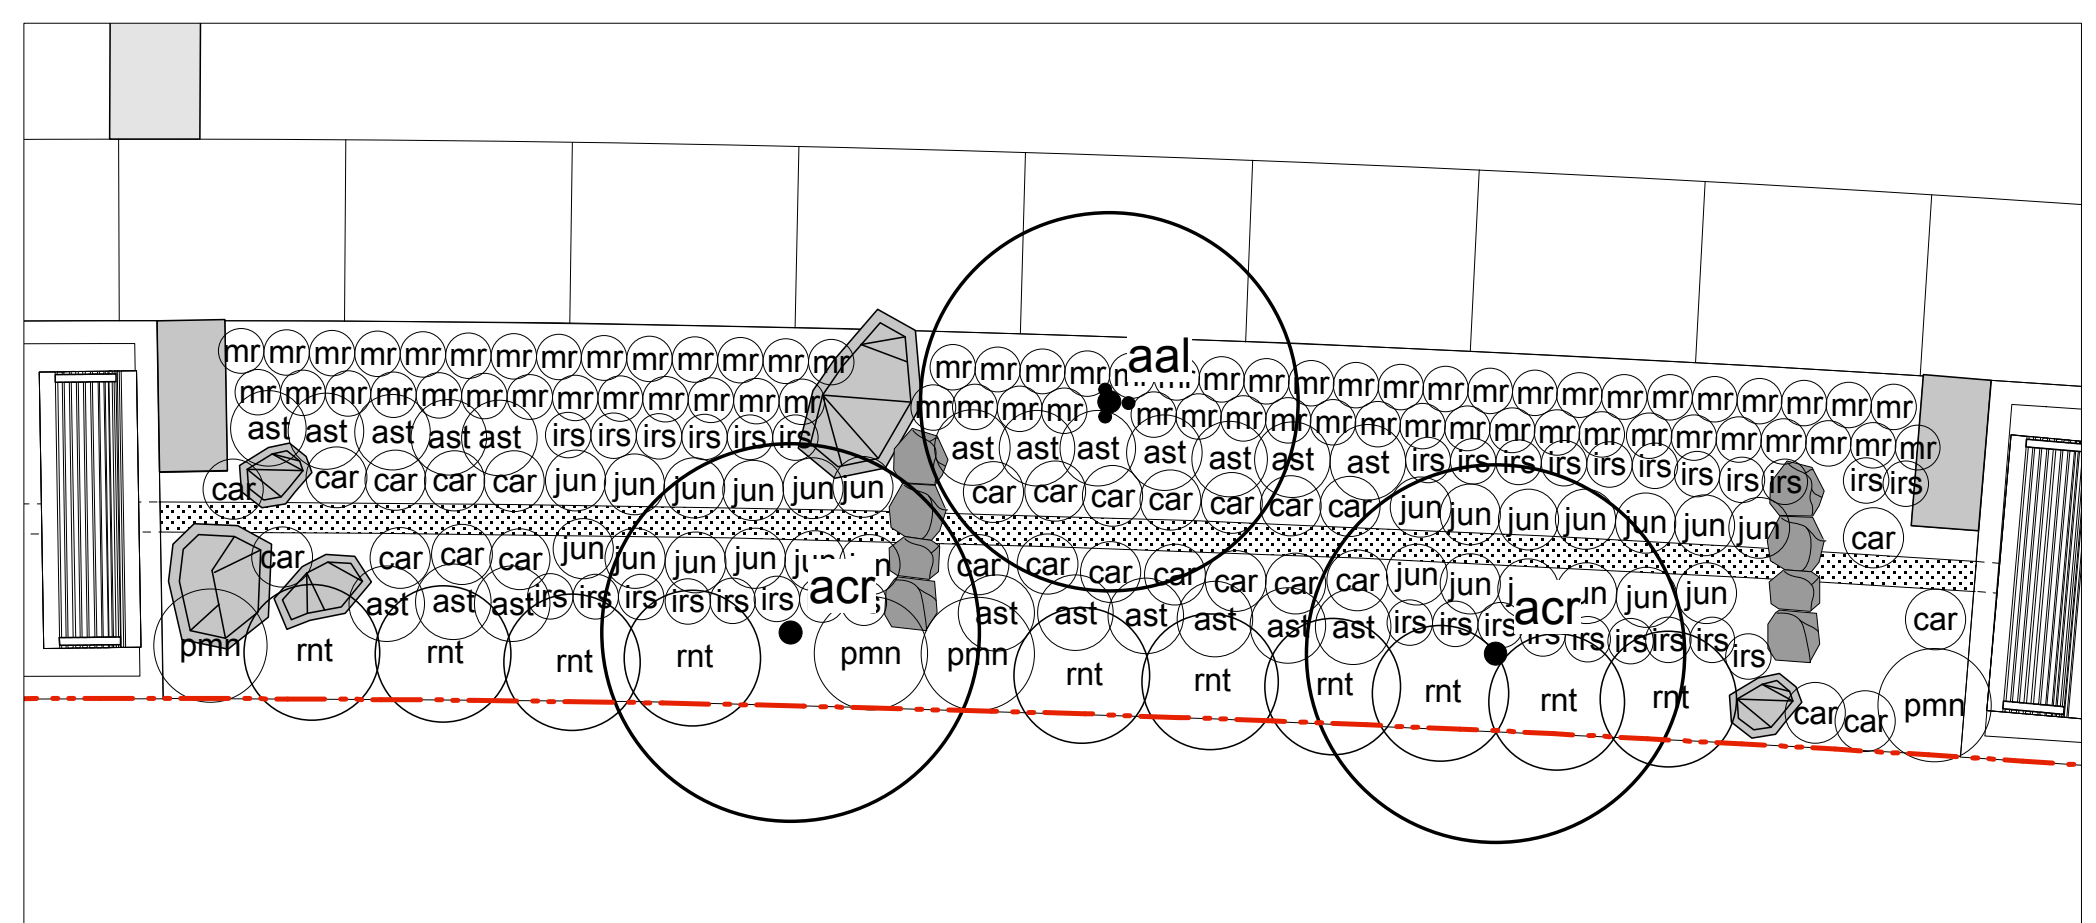 mr mr mr mr mr mr mr mr mr mr mr mr mr mr
mr mr mr mr mr mr mr mr mr mr mr mr mr
ast ast ast ast ast irs irs irs irs irs irs
car car car car car jun jun jun jun jun jun
car car car car jun jun jun jun
ast ast ast irs irs irs irs irs irs
acr
pmn rnt rnt rnt rnt pmn
aal
mr mr mr mr mr mr mr mr mr mr mr mr mr mr mr mr mr mr mr mr
mr mr mr mr mr mr mr mr mr mr mr mr mr mr mr mr mr mr mr mr mr mr
ast ast ast ast ast ast ast irs irs irs irs irs irs irs irs irs irs irs
car car car car car car car jun jun jun jun jun jun jun car
car car car car car car car jun jun jun jun car
ast ast ast ast ast ast irs irs irs irs irs irs irs irs
acr
pmn rnt rnt rnt rnt rnt rnt car car pmn